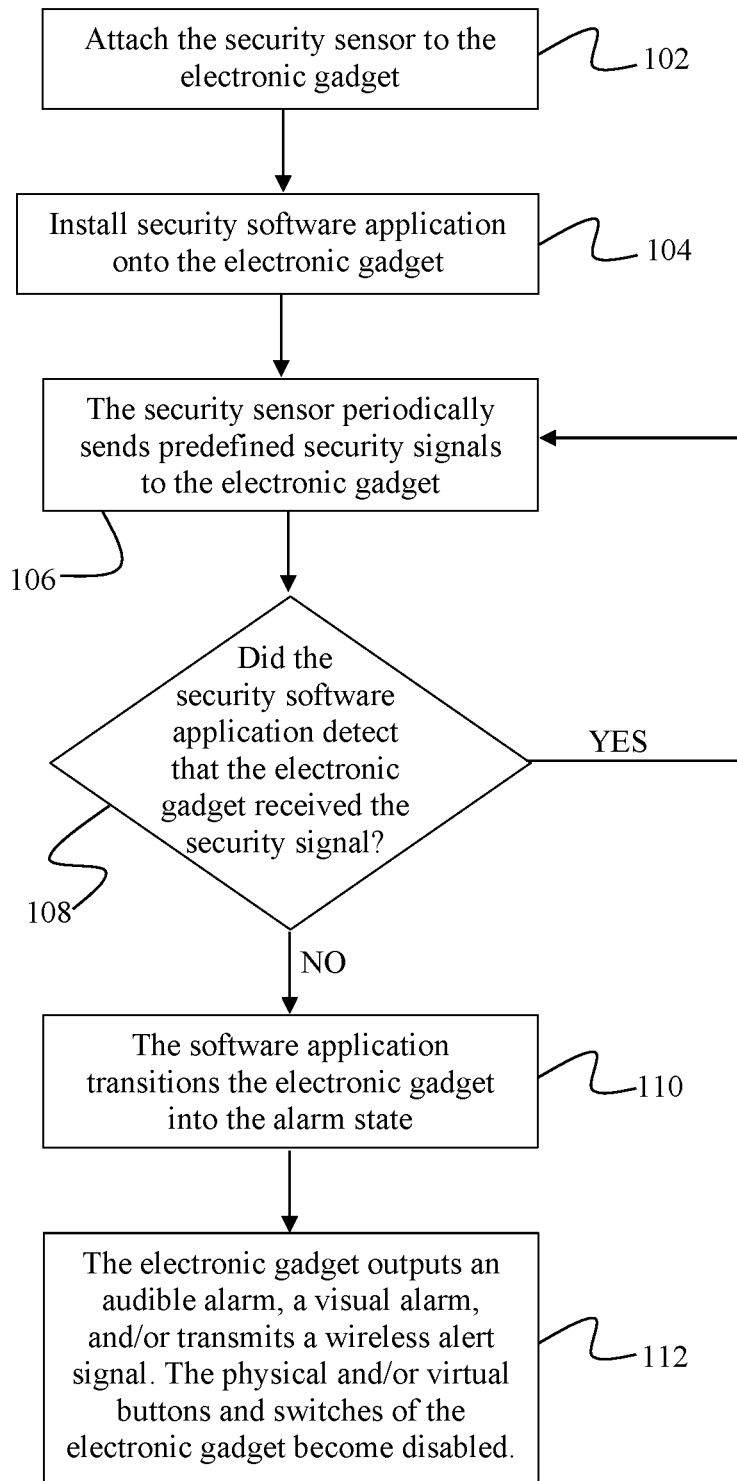 Attach the security sensor to the
electronic gadget
102
Install security software application
onto the electronic gadget
104
The security sensor periodically
sends predefined security signals
to the electronic gadget
106
Did the
security software
application detect
that the electronic
gadget received the
security signal?
YES
108
NO
The software application
transitions the electronic gadget
into the alarm state
110
The electronic gadget outputs an
audible alarm, a visual alarm,
and/or transmits a wireless alert
signal. The physical and/or virtual
buttons and switches of the
electronic gadget become disabled.
112